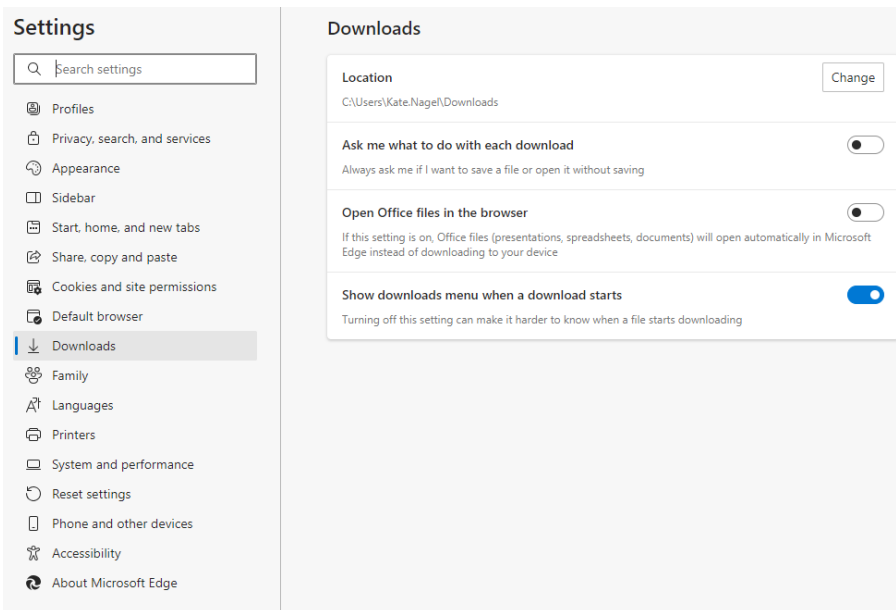 Settings
Search settings
Profiles
Privacy, search, and services
Appearance
Sidebar
Start, home, and new tabs
Share, copy and paste
Cookies and site permissions
Default browser
Downloads
Family
Languages
Printers
System and performance
Reset settings
Phone and other devices
Accessibility
About Microsoft Edge
Downloads
Location
Change
C:\Users\Kate.Nagel\Downloads
Ask me what to do with each download
Always ask me if I want to save a file or open it without saving
Open Office files in the browser
If this setting is on, Office files (presentations, spreadsheets, documents) will open automatically in Microsoft
Edge instead of downloading to your device
Show downloads menu when a download starts
Turning off this setting can make it harder to know when a file starts downloading